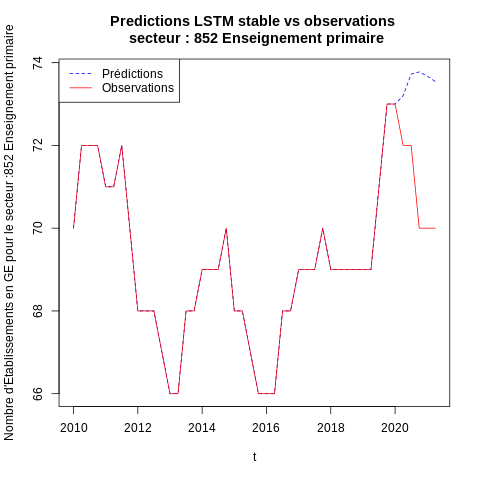 Predictions LSTM stable vs observations
secteur : 852 Enseignement primaire
Nombre d'Etablissements en GE pour le secteur :852 Enseignement primaire
74
72
70
68
66
Prédictions
Observations
2010 2012 2014 2016 2018 2020
t